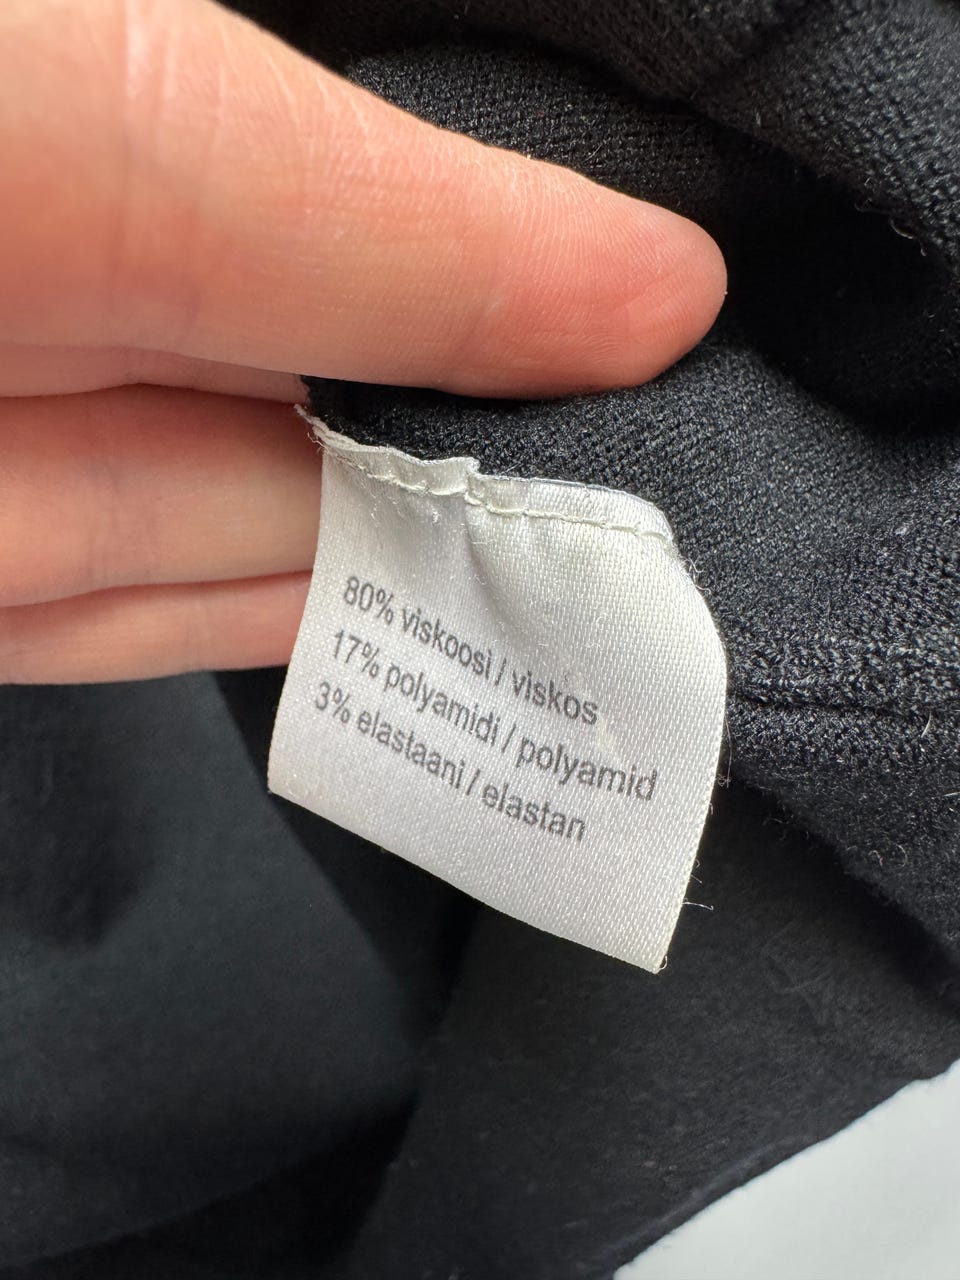 80% viskoosi / viskos
17% polyamidi / polyamid
3% elastaani / elastan